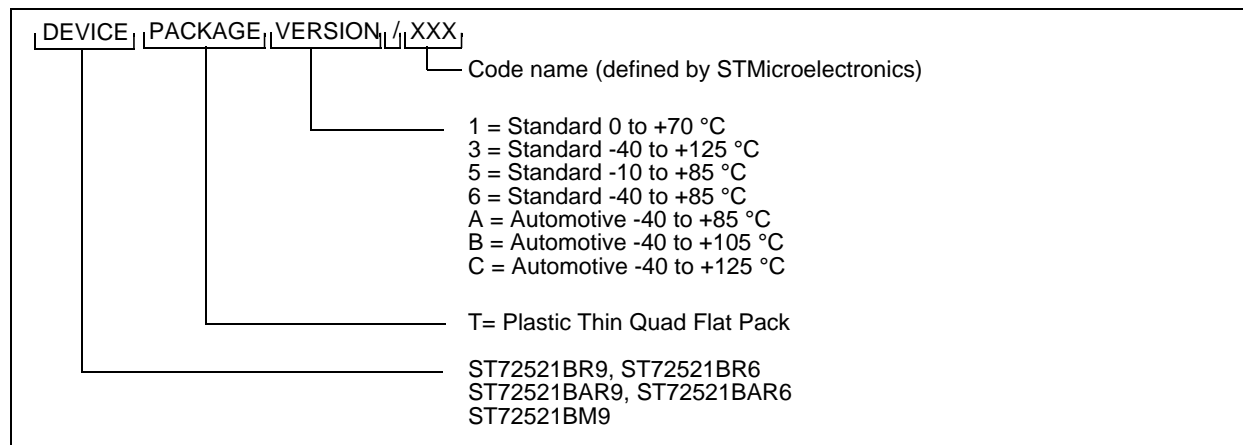 DEVICE PACKAGE VERSION / XXX
Code name (defined by STMicroelectronics)
1 = Standard 0 to +70 °C
3 = Standard -40 to +125 °C
5 = Standard -10 to +85 °C
6 = Standard -40 to +85 °C
A = Automotive -40 to +85 °C
B = Automotive -40 to +105 °C
C = Automotive -40 to +125 °C
T= Plastic Thin Quad Flat Pack
ST72521BR9, ST72521BR6
ST72521BAR9, ST72521BAR6
ST72521BM9